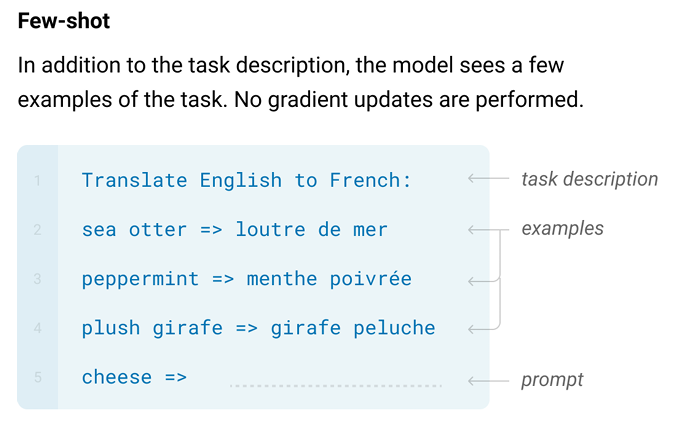 Few-shot
In addition to the task description, the model sees a few
examples of the task. No gradient updates are performed.
1 Translate English to French: task description
2 sea otter => loutre de mer examples
3 peppermint => menthe poivrée
4 plush girafe => girafe peluche
5 cheese => prompt